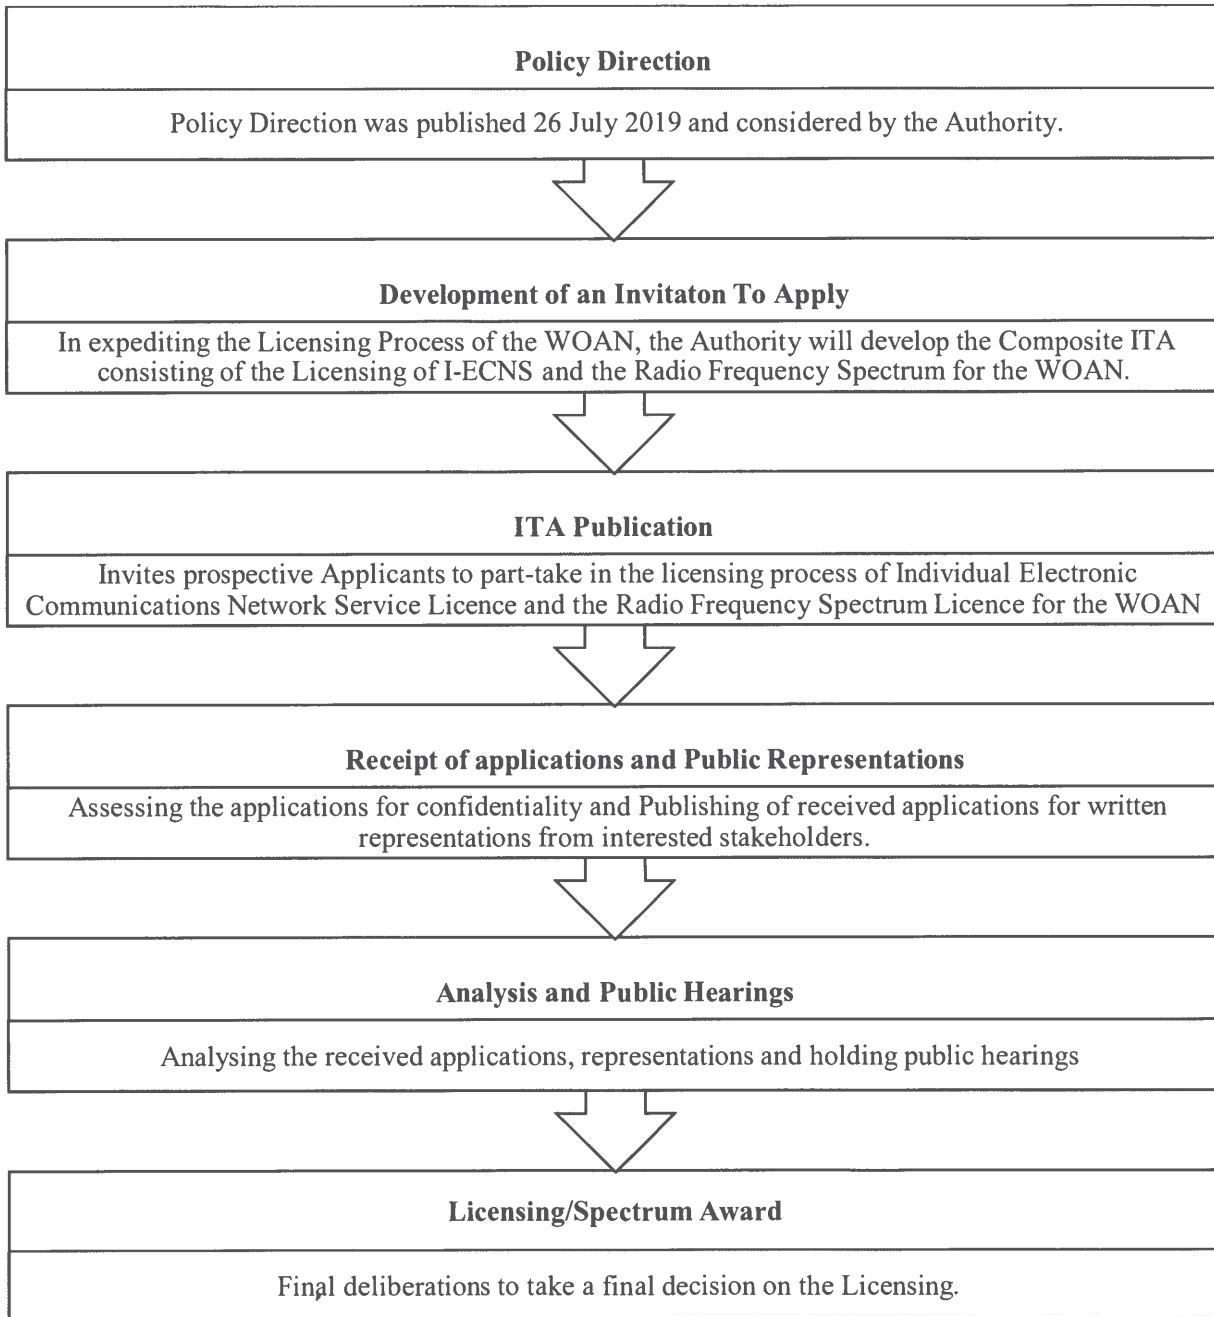 Policy Direction
Policy Direction was published 26 July 2019 and considered by the Authority.
Development of an Invitaton To Apply
In expediting the Licensing Process of the WOAN, the Authority will develop the Composite ITA
consisting of the Licensing of I-ECNS and the Radio Frequency Spectrum for the WOAN.
ITA Publication
Invites prospective Applicants to part-take in the licensing process of Individual Electronic
Communications Network Service Licence and the Radio Frequency Spectrum Licence for the WOAN
Receipt of applications and Public Representations
Assessing the applications for confidentiality and Publishing of received applications for written
representations from interested stakeholders.
Analysis and Public Hearings
Analysing the received applications, representations and holding public hearings
Licensing/Spectrum Award
Final deliberations to take a final decision on the Licensing.